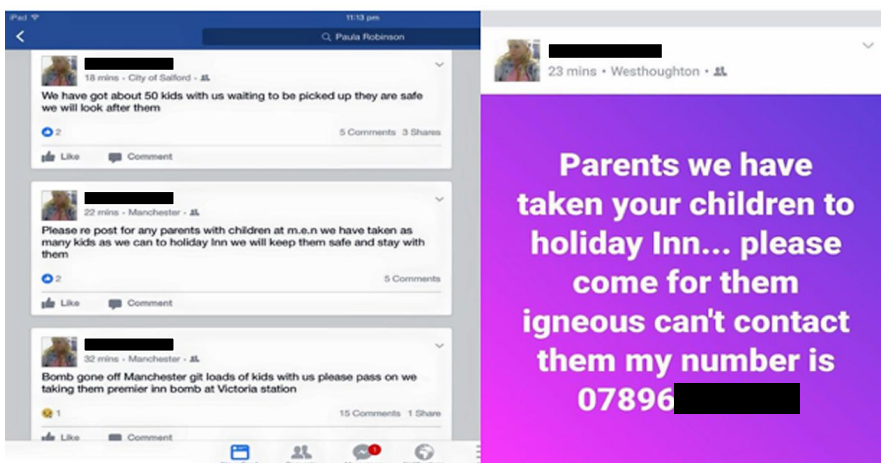 iPad
11:13 pm
Paula Robinson
18 mins - City of Salford -
We have got about 50 kids with us waiting to be picked up they are safe
we will look after them
2
5 Comments 3 Shares
Like Comment
22 mins - Manchester -
Please re post for any parents with children at m.e.n we have taken as
many kids as we can to holiday Inn we will keep them safe and stay with
them
2
5 Comments
Like Comment
32 mins - Manchester -
Bomb gone off Manchester git loads of kids with us please pass on we
taking them premier inn bomb at Victoria station
1
15 Comments 1 Share
Like Comment
1
23 mins • Westhoughton •
Parents we have
taken your children to
holiday Inn... please
come for them
igneous can't contact
them my number is
07896